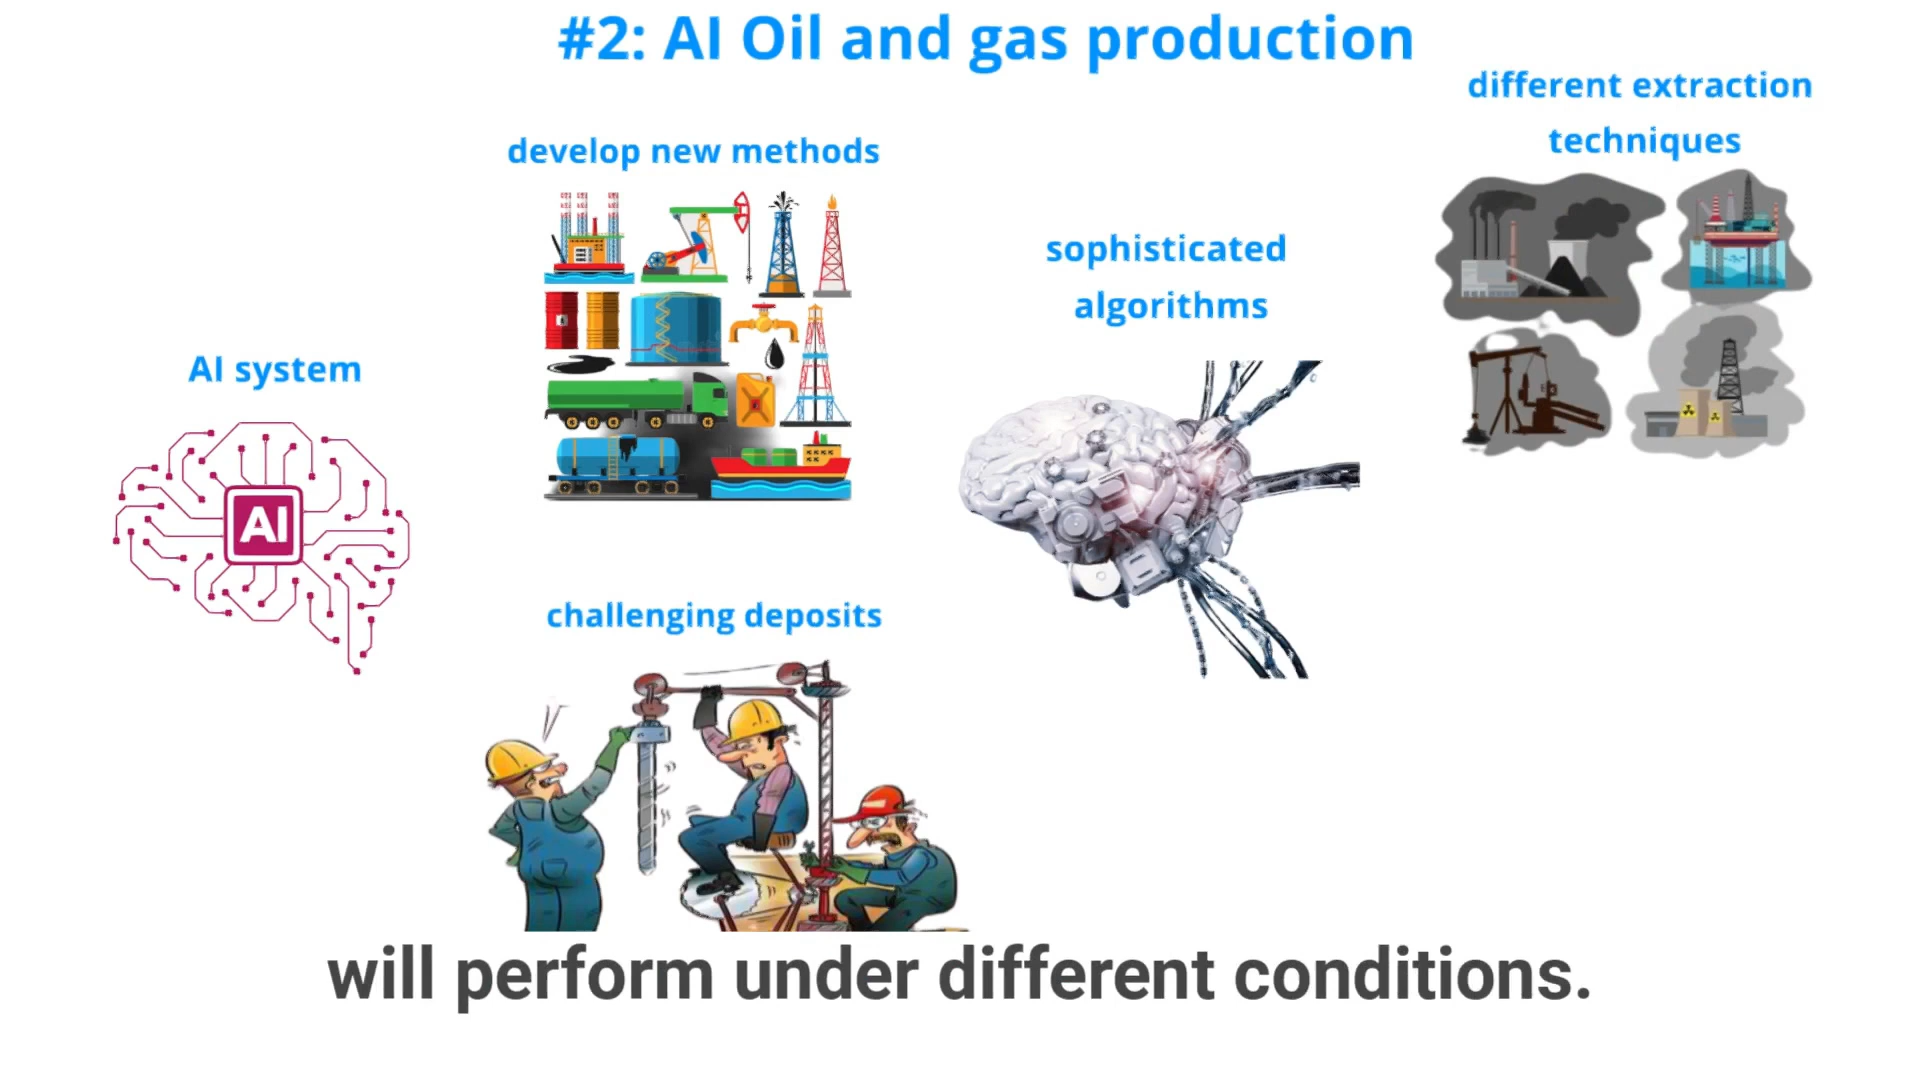 #2: AI Oil and gas production
different extraction
techniques
develop new methods
sophisticated
algorithms
AI system
AI
challenging deposits
will perform under different conditions.